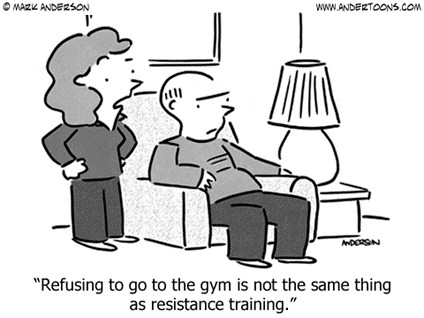 © MARK ANDERSON
WWW.ANDERTOONS.COM
ANDERSON
“Refusing to go to the gym is not the same thing
as resistance training.”